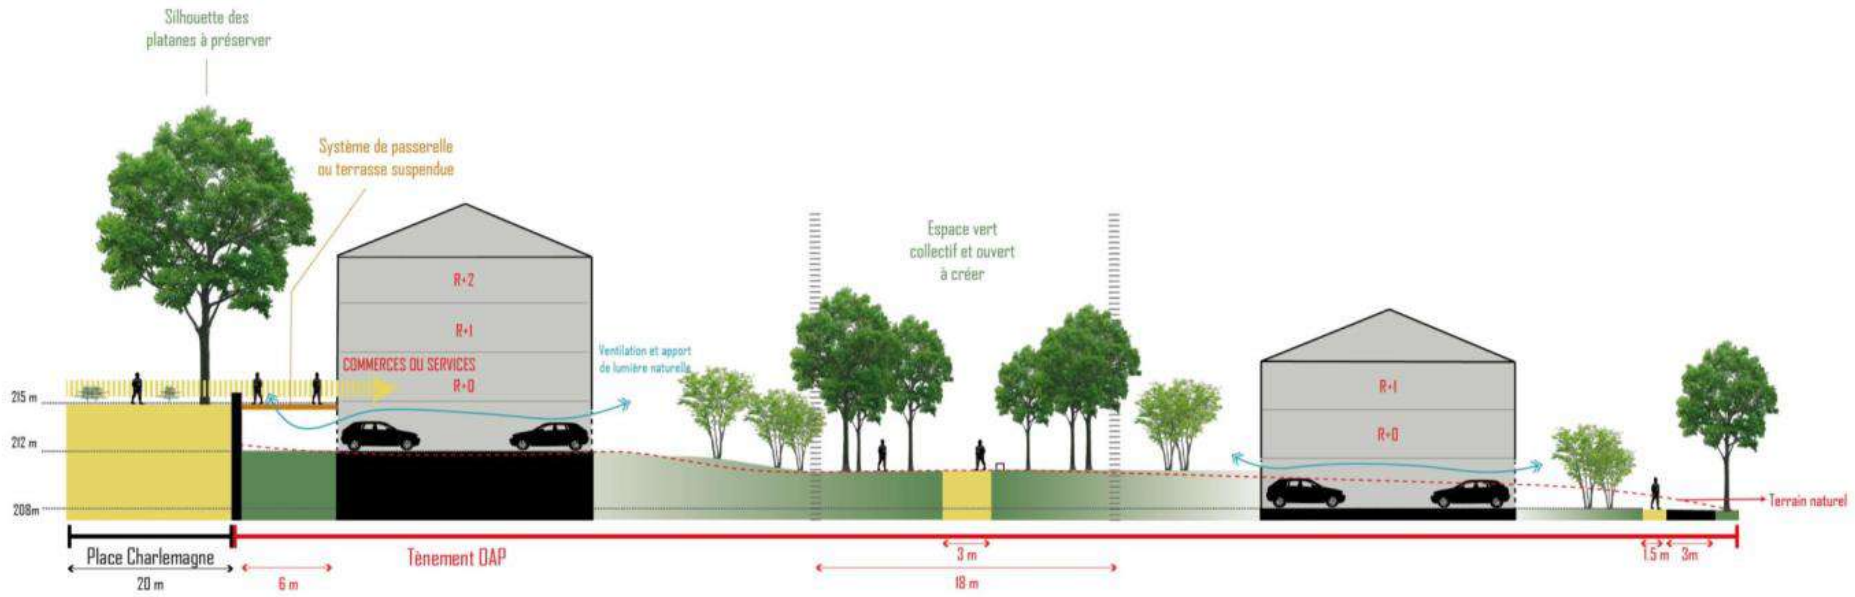 Silhouette des
platanes à préserver
Système de passerelle
ou terrasse suspendue
Espace vert
collectif et ouvert
à créer
R+2
R+1
COMMERCES OU SERVICES
R+0
Ventilation et apport
de lumière naturelle
R+1
R+0
215 m
212 m
208m
Terrain naturel
Place Charlemagne
20 m
6 m
Tènement OAP
3 m
18 m
1.5 m
3m